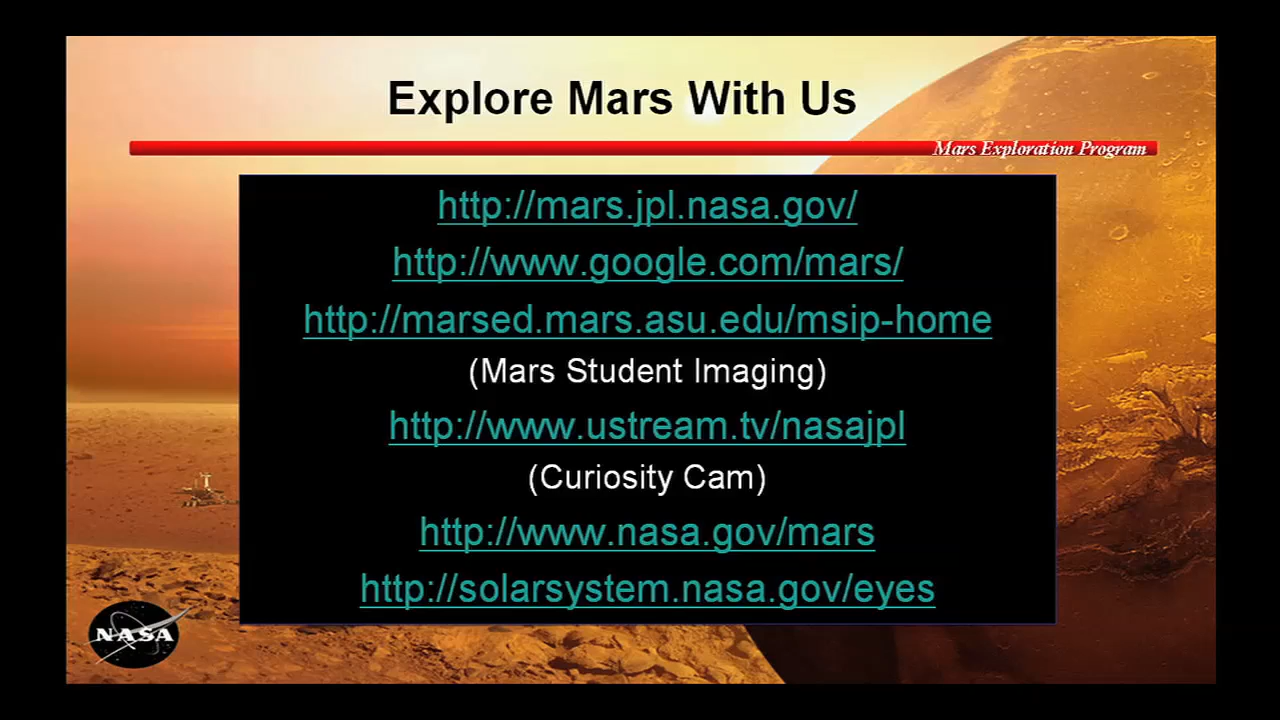 Explore Mars With Us
Mars Exploration Program
http://mars.jpl.nasa.gov/
http://www.google.com/mars/
http://marsed.mars.asu.edu/msip-home
(Mars Student Imaging)
http://www.ustream.tv/nasajpl
(Curiosity Cam)
http://www.nasa.gov/mars
http://solarsystem.nasa.gov/eyes
NASA